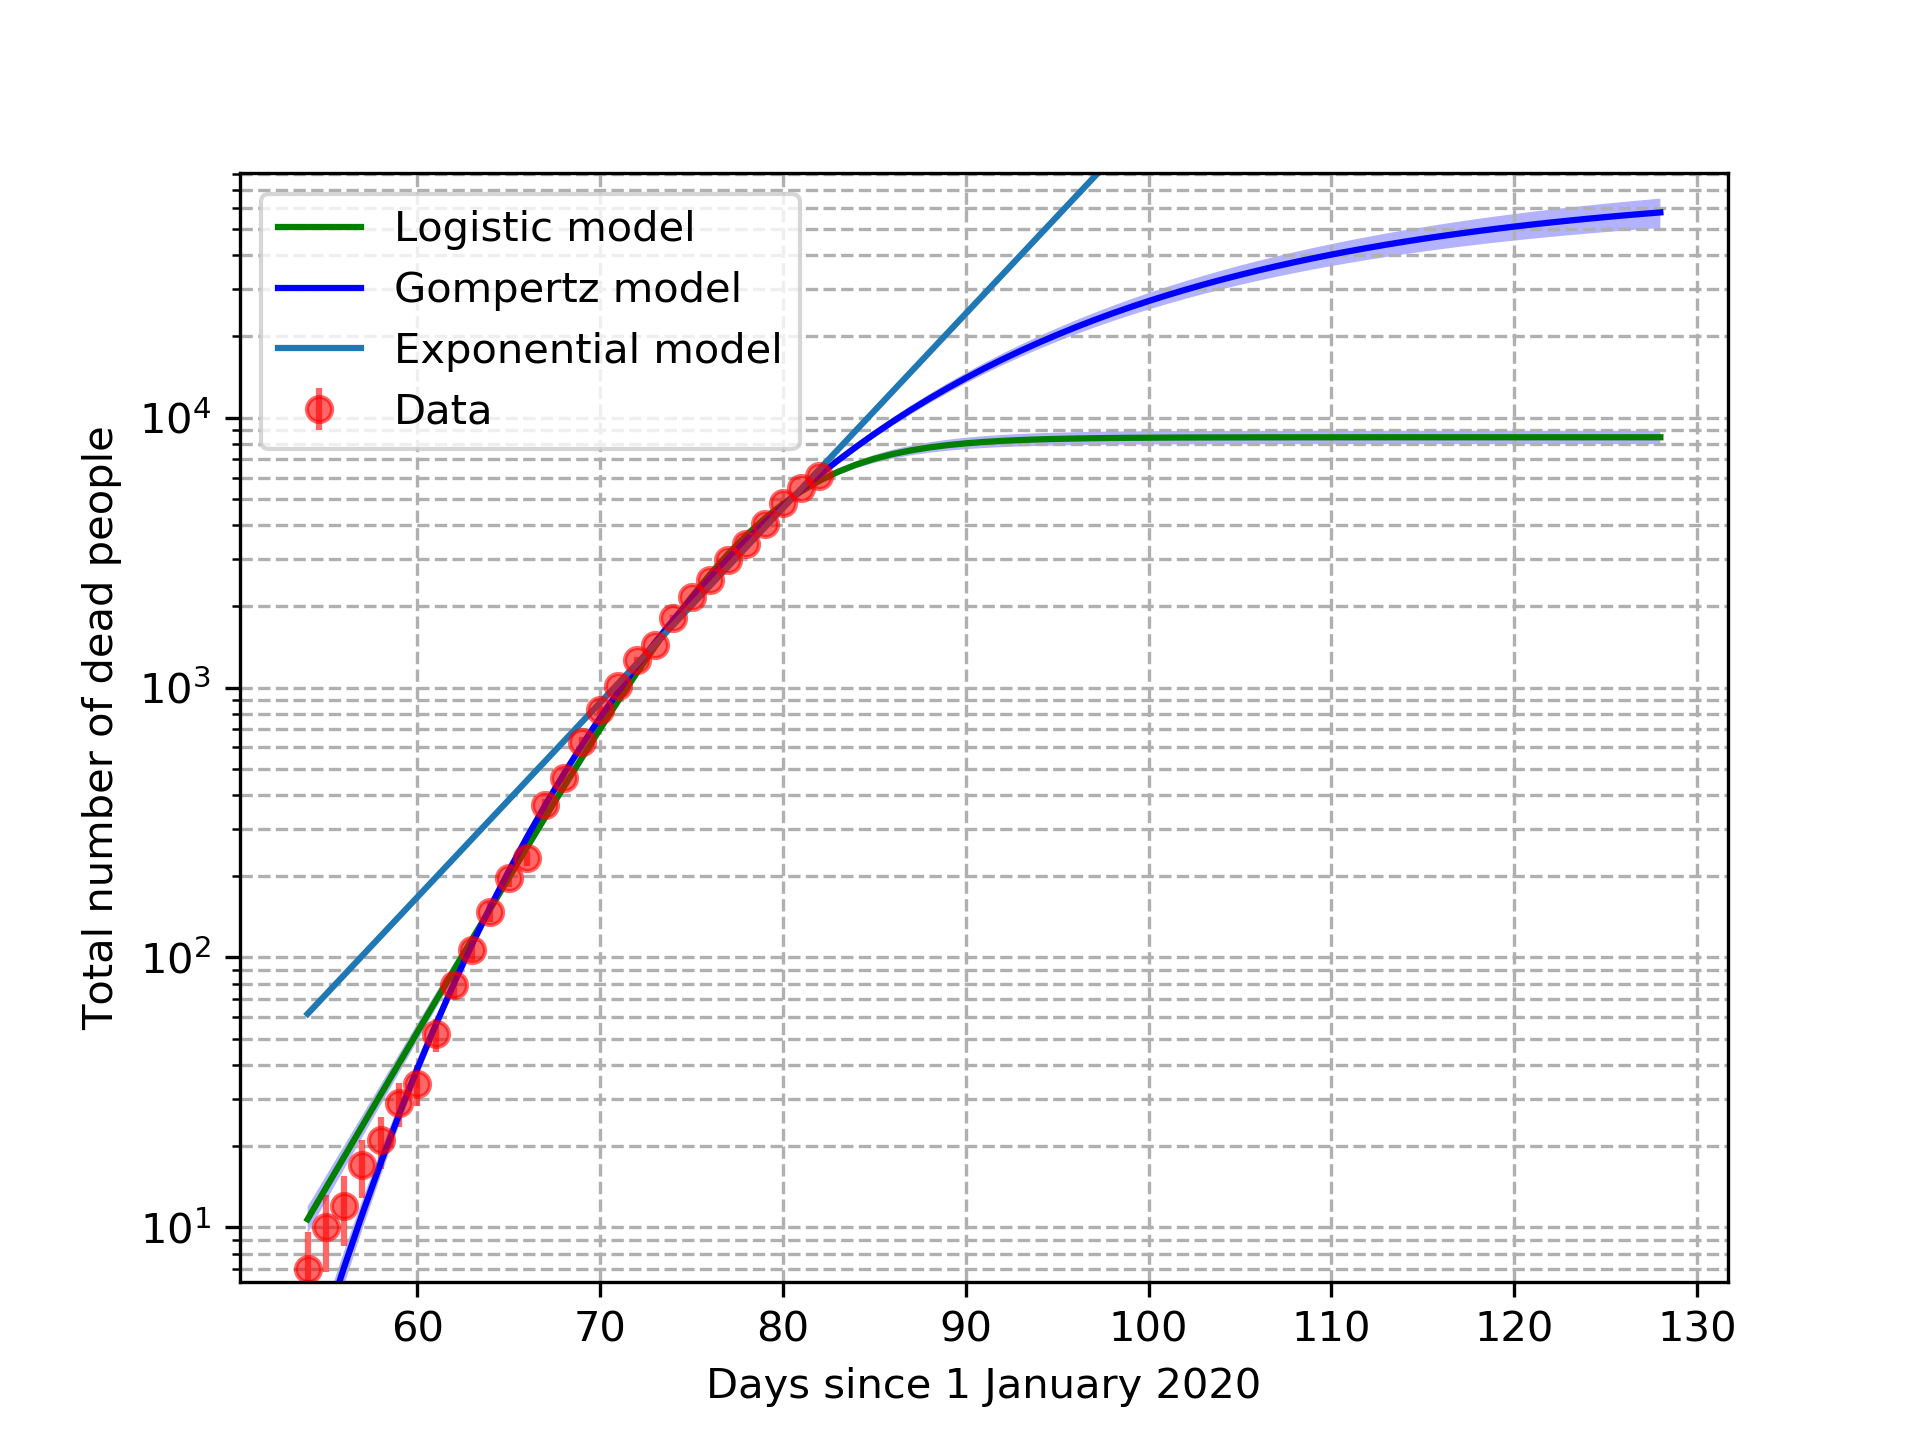 Logistic model
Gompertz model
Exponential model
Data
10⁴
10³
10²
10¹
Total number of dead people
60 70 80 90 100 110 120 130
Days since 1 January 2020